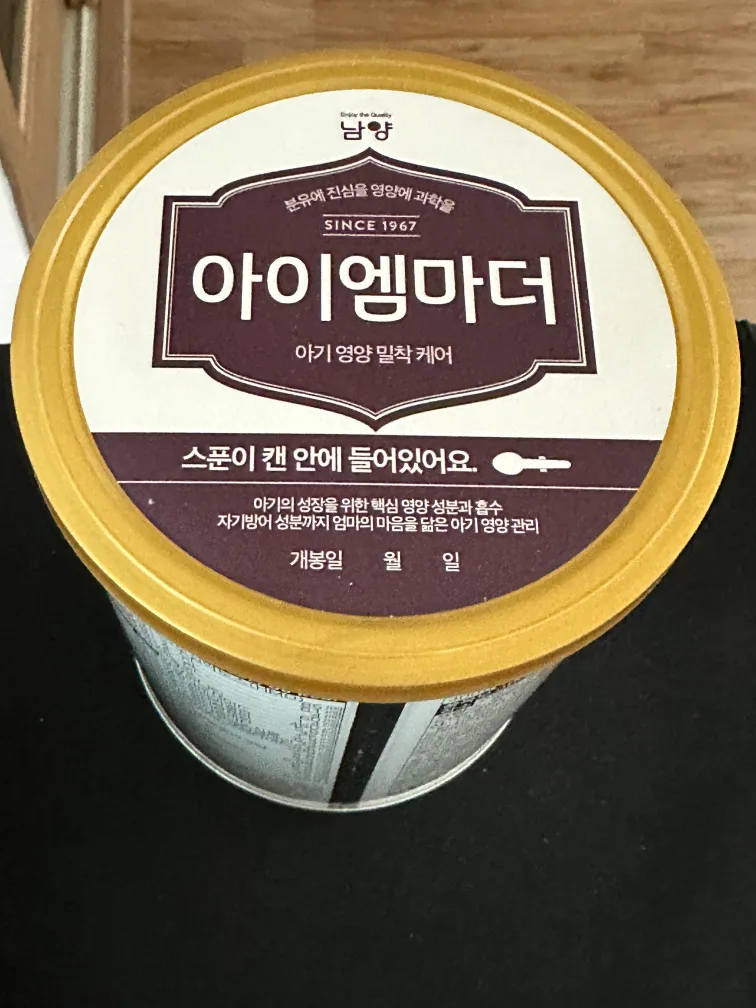 Enjoy the Quality
남양
분유에 진심을 영양에 과학을
SINCE 1967
아이엠마더
아기 영양 밀착 케어
스푼이 캔 안에 들어있어요.
아기의 성장을 위한 핵심 영양 성분과 흡수
자기방어 성분까지 엄마의 마음을 닮은 아기 영양 관리
개봉일 월 일